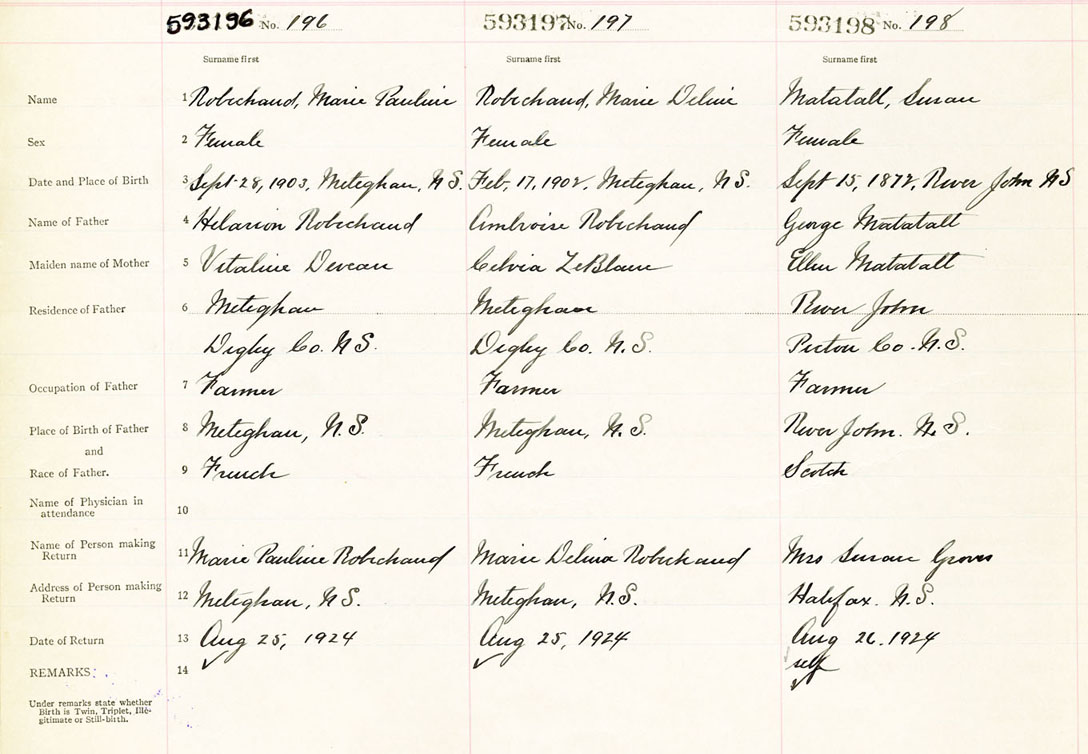 593196 No. 196 593197 No. 197 593198 No. 198
Surname first Surname first Surname first
Name 1 Robichaud, Marie Pauline Robichaud, Marie Deline Matatall, Susan
Sex 2 Female Female Female
Date and Place of Birth 3 Sept 28, 1903, Meteghan, N.S. Feb, 17, 1902, Meteghan, N.S. Sept 15, 1872, River John N S
Name of Father 4 Hilarion Robichaud Ambroise Robichaud George Matatall
Maiden name of Mother 5 Vitaline Deveau LeBlanc Ellen Matatall
Residence of Father 6 Meteghan Meteghan River John
Digby Co. N S. Digby Co. N.S. Pictou Co. N.S.
Occupation of Father 7 Farmer Farmer Farmer
Place of Birth of Father 8 Meteghan, N.S. Meteghan, N.S. River John. N.S.
and
Race of Father. 9 French French Scotch
Name of Physician in
attendance 10
Name of Person making
Return 11 Marie Pauline Robichaud Marie Delina Robichaud Mrs Susan Groves
Address of Person making
Return 12 Meteghan, N.S. Meteghan, N.S. Halifax. N.S.
Date of Return 13 Aug 25, 1924 Aug 25, 1924 Aug 26. 1924
REMARKS: 14 self
Under remarks state whether
Birth is Twin, Triplet, Ille-
gitimate or Still-birth.